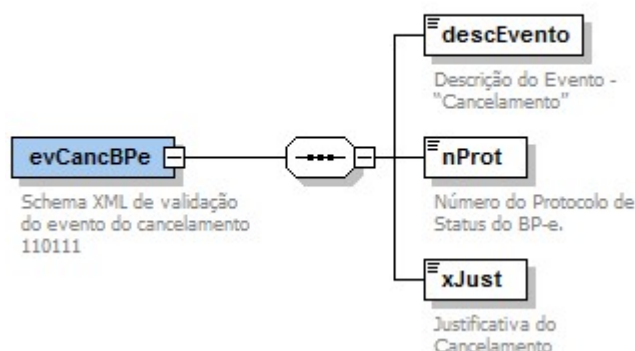 descEvento
Descrição do Evento -
"Cancelamento"
evCancBPe
Schema XML de validação
do evento do cancelamento
110111
nProt
Número do Protocolo de
Status do BP-e.
xJust
Justificativa do
Cancelamento